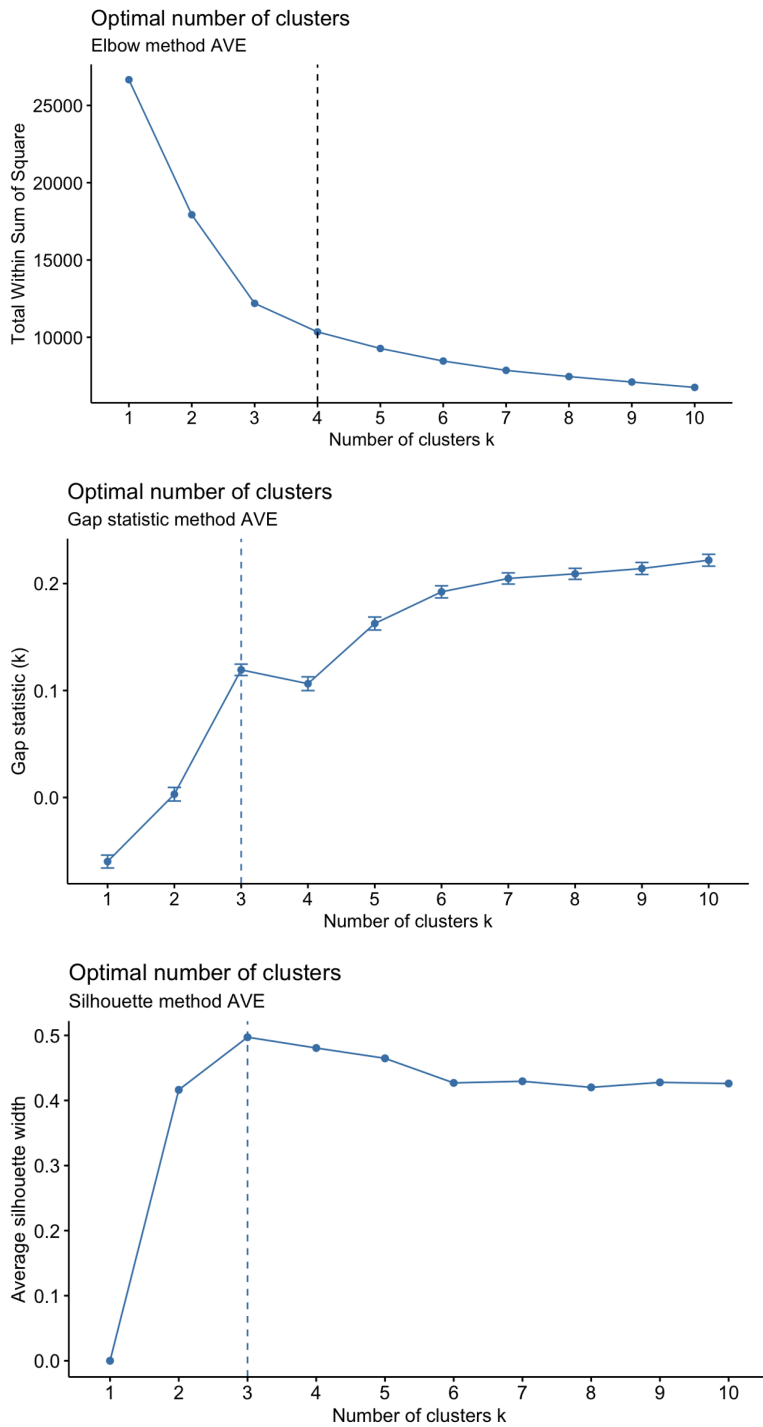 Optimal number of clusters
Elbow method AVE
Total Within Sum of Square
25000
20000
15000
10000
1 2 3 4 5 6 7 8 9 10
Number of clusters k
Optimal number of clusters
Gap statistic method AVE
Gap statistic (k)
0.2
0.1
0.0
1 2 3 4 5 6 7 8 9 10
Number of clusters k
Optimal number of clusters
Silhouette method AVE
Average silhouette width
0.5
0.4
0.3
0.2
0.1
0.0
1 2 3 4 5 6 7 8 9 10
Number of clusters k